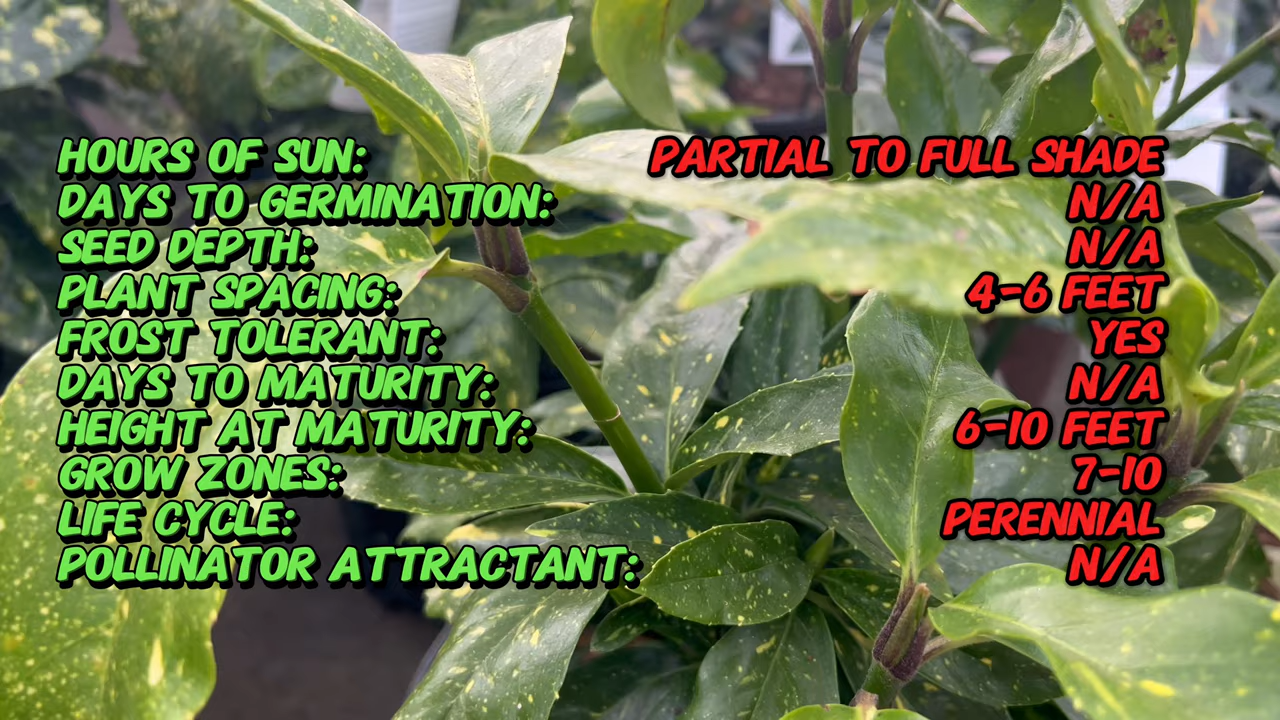 HOURS OF SUN: PARTIAL TO FULL SHADE
DAYS TO GERMINATION: N/A
SEED DEPTH: N/A
PLANT SPACING: 4-6 FEET
FROST TOLERANT: YES
DAYS TO MATURITY: N/A
HEIGHT AT MATURITY: 6-10 FEET
GROW ZONES: 7-10
LIFE CYCLE: PERENNIAL
POLLINATOR ATTRACTANT: N/A